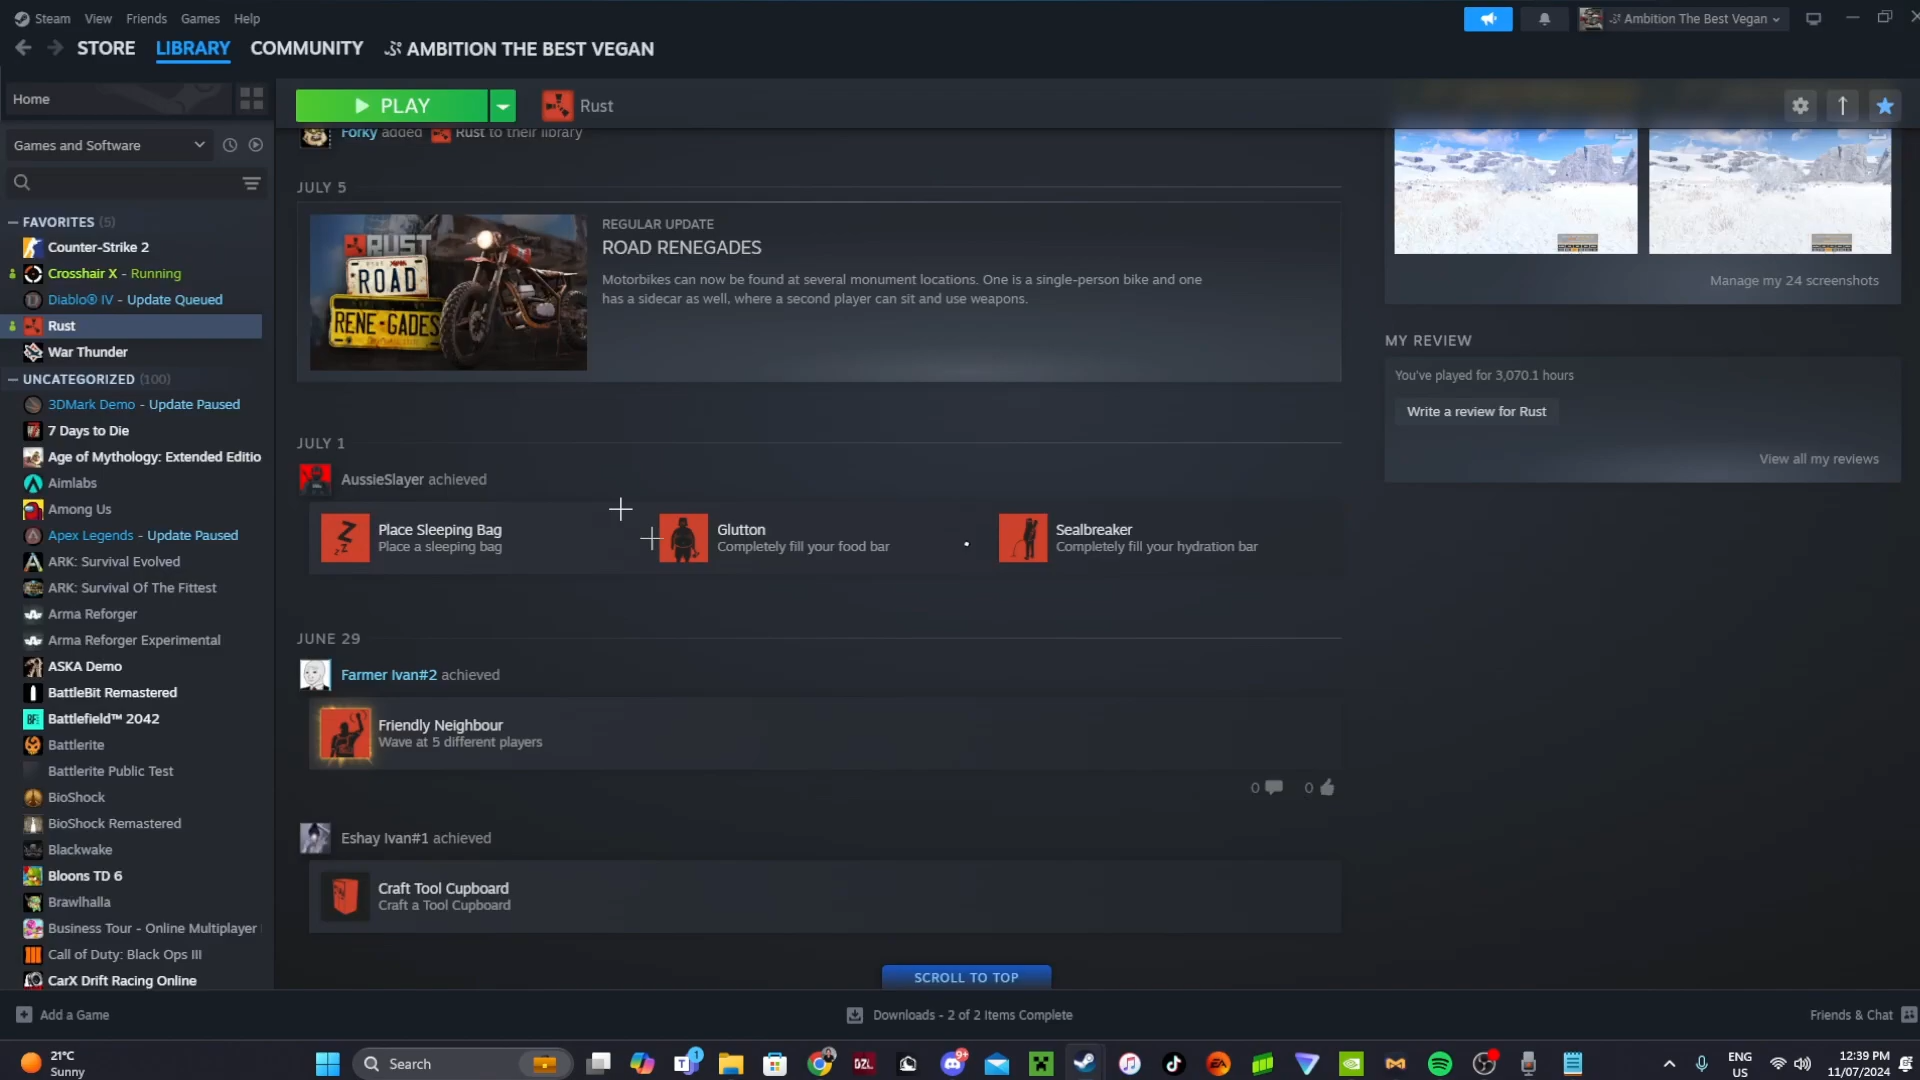 Steam View Friends Games Help
Ambition The Best Vegan
STORE LIBRARY COMMUNITY AMBITION THE BEST VEGAN
Home
PLAY
Rust
Games and Software
Forky added Rust to their library
FAVORITES (5)
Counter-Strike 2
Crosshair X - Running
Diablo® IV - Update Queued
Rust
War Thunder
UNCATEGORIZED (100)
3DMark Demo - Update Paused
7 Days to Die
Age of Mythology: Extended Editio
Aimlabs
Among Us
Apex Legends - Update Paused
ARK: Survival Evolved
ARK: Survival Of The Fittest
Arma Reforger
Arma Reforger Experimental
ASKA Demo
BattleBit Remastered
Battlefield™ 2042
Battlerite
Battlerite Public Test
BioShock
BioShock Remastered
Blackwake
Bloons TD 6
Brawlhalla
Business Tour - Online Multiplayer
Call of Duty: Black Ops III
CarX Drift Racing Online
JULY 5
RUST
ROAD
RENE-GADES
REGULAR UPDATE
ROAD RENEGADES
Motorbikes can now be found at several monument locations. One is a single-person bike and one
has a sidecar as well, where a second player can sit and use weapons.
JULY 1
AussieSlayer achieved
Place Sleeping Bag
Place a sleeping bag
Glutton
Completely fill your food bar
Sealbreaker
Completely fill your hydration bar
JUNE 29
Farmer Ivan#2 achieved
Friendly Neighbour
Wave at 5 different players
0 0
Eshay Ivan#1 achieved
Craft Tool Cupboard
Craft a Tool Cupboard
SCROLL TO TOP
Manage my 24 screenshots
MY REVIEW
You've played for 3,070.1 hours
Write a review for Rust
View all my reviews
Add a Game
Downloads - 2 of 2 Items Complete
Friends & Chat
21°C
Sunny
Search
1
DZL
9+
EA
ENG
US
12:39 PM
11/07/2024